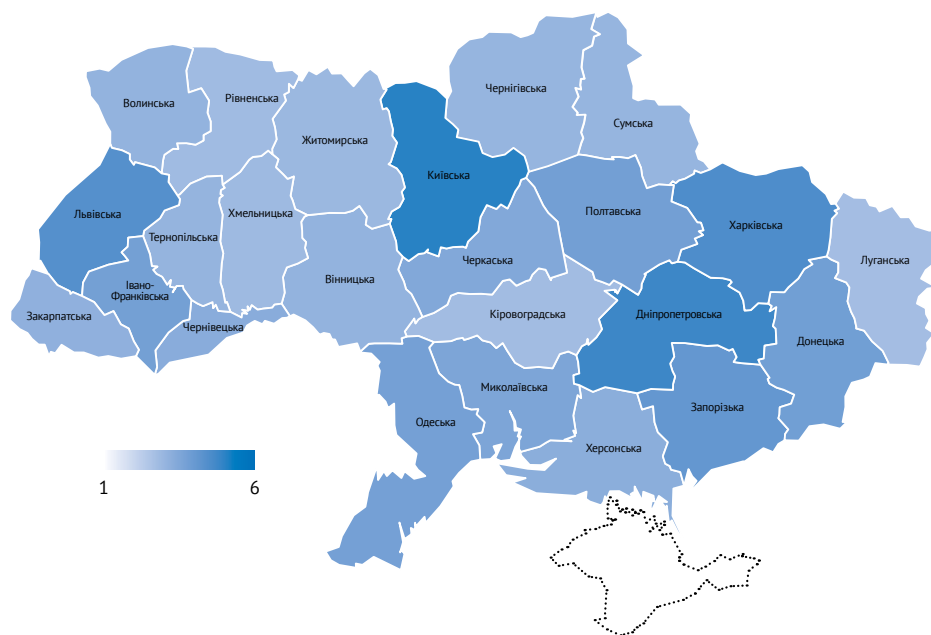 Чернігівська
Волинська
Рівненська
Сумська
Житомирська
Київська
Львівська
Хмельницька
Полтавська
Харківська
Тернопільська
Черкаська
Луганська
Вінницька
Івано-
Франківська
Закарпатська
Чернівецька
Кіровоградська
Дніпропетровська
Донецька
Миколаївська
Запорізька
Одеська
Херсонська
1 6